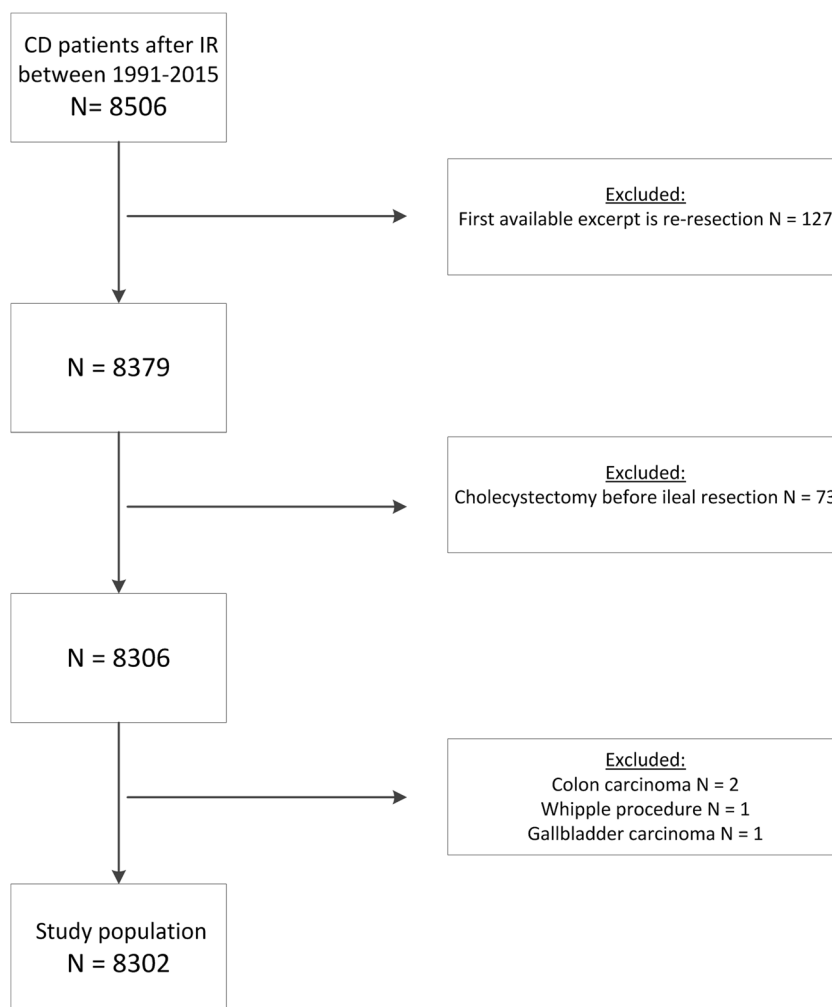 CD patients after IR
between 1991-2015
N= 8506
Excluded:
First available excerpt is re-resection N = 127
N = 8379
Excluded:
Cholecystectomy before ileal resection N = 73
N = 8306
Excluded:
Colon carcinoma N = 2
Whipple procedure N = 1
Gallbladder carcinoma N = 1
Study population
N = 8302